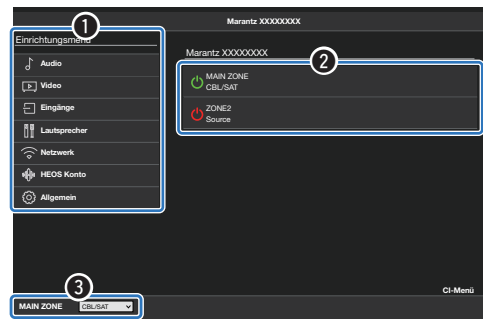 Marantz XXXXXXXX
1
Einrichtungsmenü
Audio
Video
Eingänge
Lautsprecher
Netzwerk
HEOS Konto
Allgemein
Marantz XXXXXXXX
2
MAIN ZONE
CBL/SAT
ZONE2
Source
CI-Menü
3
MAIN ZONE CBL/SAT